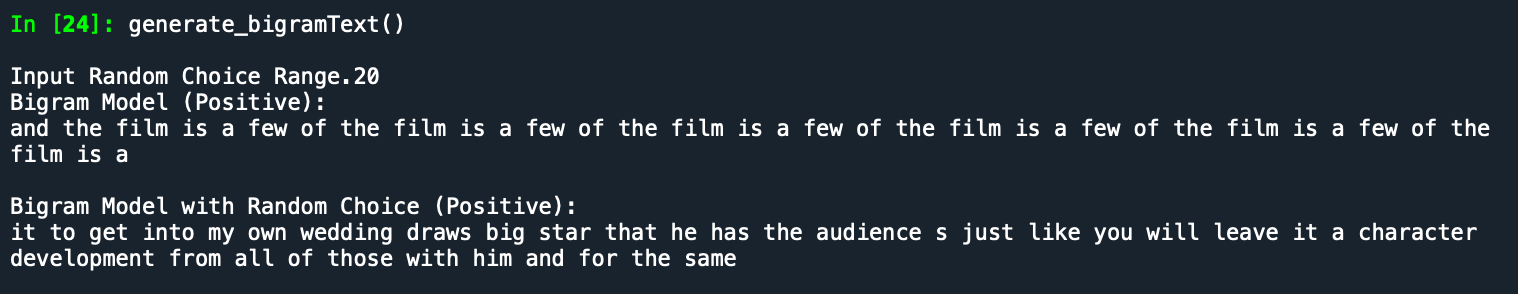 In [24]: generate_bigramText()
Input Random Choice Range.20
Bigram Model (Positive):
and the film is a few of the film is a few of the film is a few of the film is a few of the film is a few of the
film is a
Bigram Model with Random Choice (Positive):
it to get into my own wedding draws big star that he has the audience s just like you will leave it a character
development from all of those with him and for the same